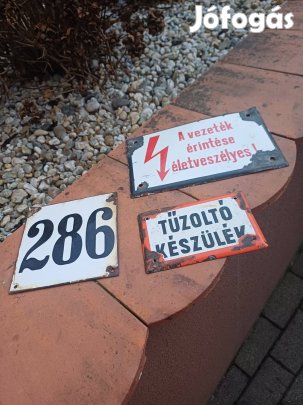 Jófogás
A vezeték
érintése
életveszélyes!
286
TŰZOLTÓ
KÉSZÜLÉK